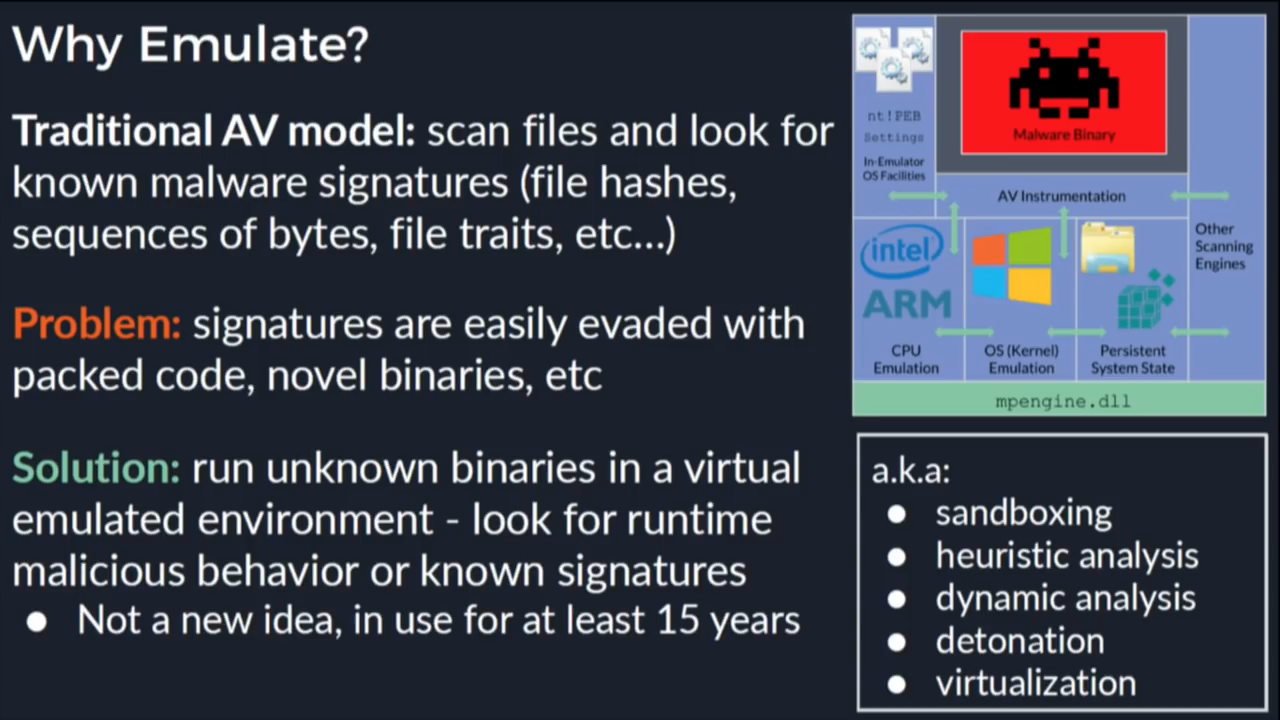 Why Emulate?
Traditional AV model: scan files and look for
known malware signatures (file hashes,
sequences of bytes, file traits, etc...)
Problem: signatures are easily evaded with
packed code, novel binaries, etc
Solution: run unknown binaries in a virtual
emulated environment - look for runtime
malicious behavior or known signatures
● Not a new idea, in use for at least 15 years
nt!PEB
Settings
In-Emulator
OS Facilities
Malware Binary
AV Instrumentation
Other
Scanning
Engines
intel
ARM
CPU
Emulation
OS (Kernel)
Emulation
Persistent
System State
mpengine.dll
a.k.a:
● sandboxing
● heuristic analysis
● dynamic analysis
● detonation
● virtualization